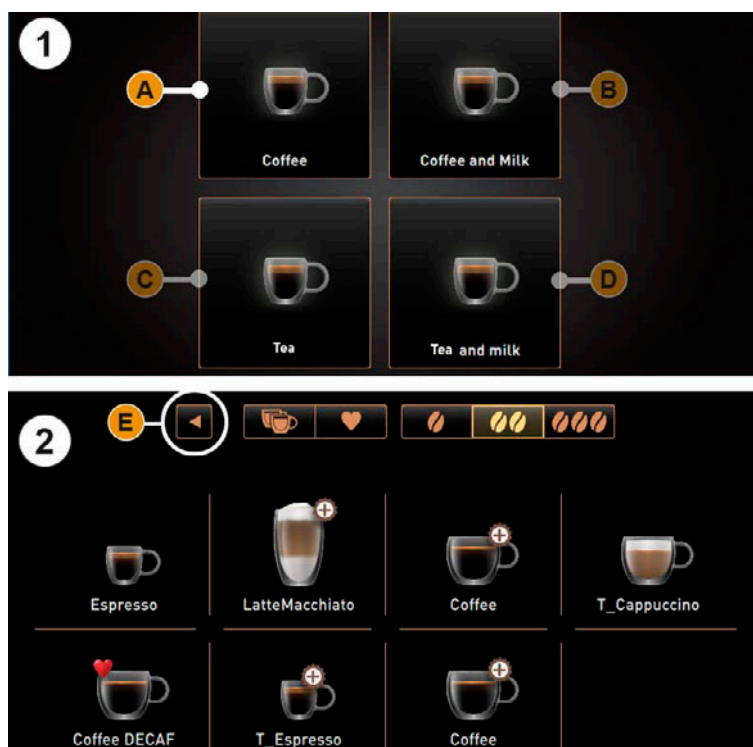 1
A
B
Coffee
Coffee and Milk
C
D
Tea
Tea and milk
2
E
Espresso
LatteMacchiato
Coffee
T_Cappuccino
Coffee DECAF
T_Espresso
Coffee